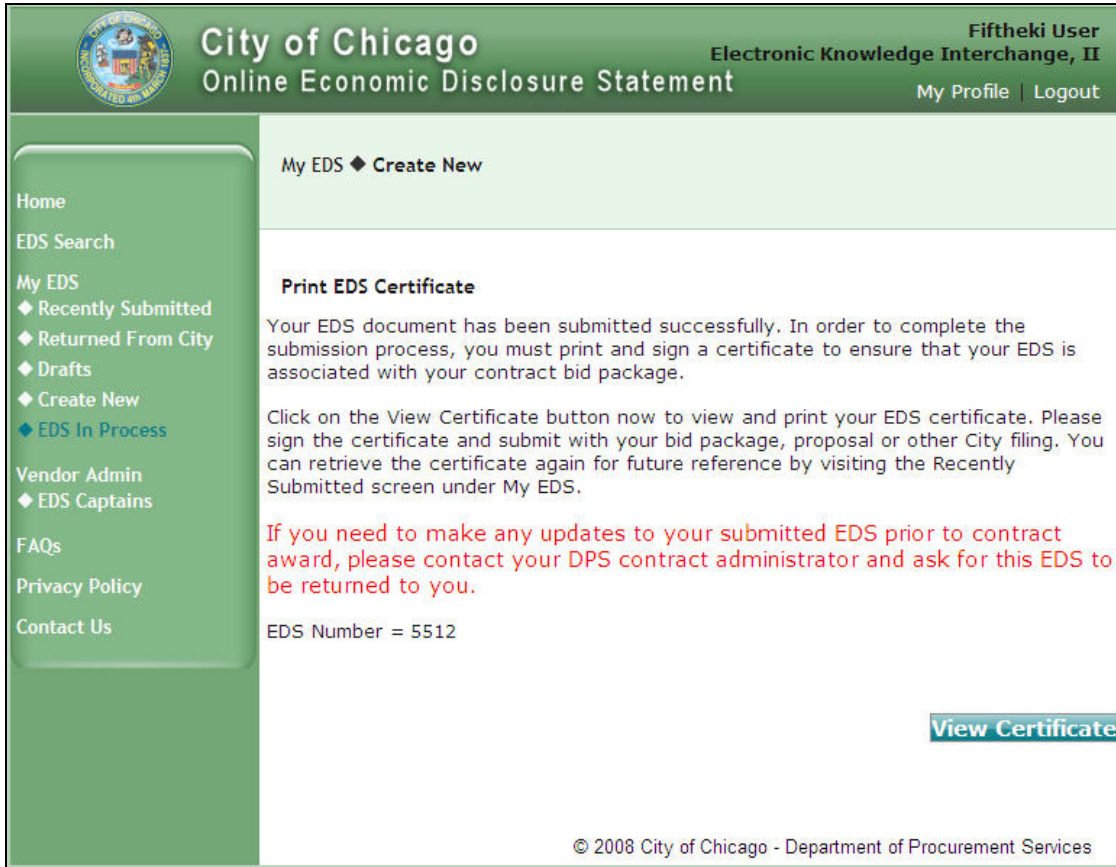 City of Chicago
Online Economic Disclosure Statement
Fiftheki User
Electronic Knowledge Interchange, II
My Profile | Logout
Home
EDS Search
My EDS
◆ Recently Submitted
◆ Returned From City
◆ Drafts
◆ Create New
◆ EDS In Process
Vendor Admin
◆ EDS Captains
FAQs
Privacy Policy
Contact Us
My EDS ◆ Create New
Print EDS Certificate
Your EDS document has been submitted successfully. In order to complete the
submission process, you must print and sign a certificate to ensure that your EDS is
associated with your contract bid package.
Click on the View Certificate button now to view and print your EDS certificate. Please
sign the certificate and submit with your bid package, proposal or other City filing. You
can retrieve the certificate again for future reference by visiting the Recently
Submitted screen under My EDS.
If you need to make any updates to your submitted EDS prior to contract
award, please contact your DPS contract administrator and ask for this EDS to
be returned to you.
EDS Number = 5512
View Certificate
© 2008 City of Chicago - Department of Procurement Services